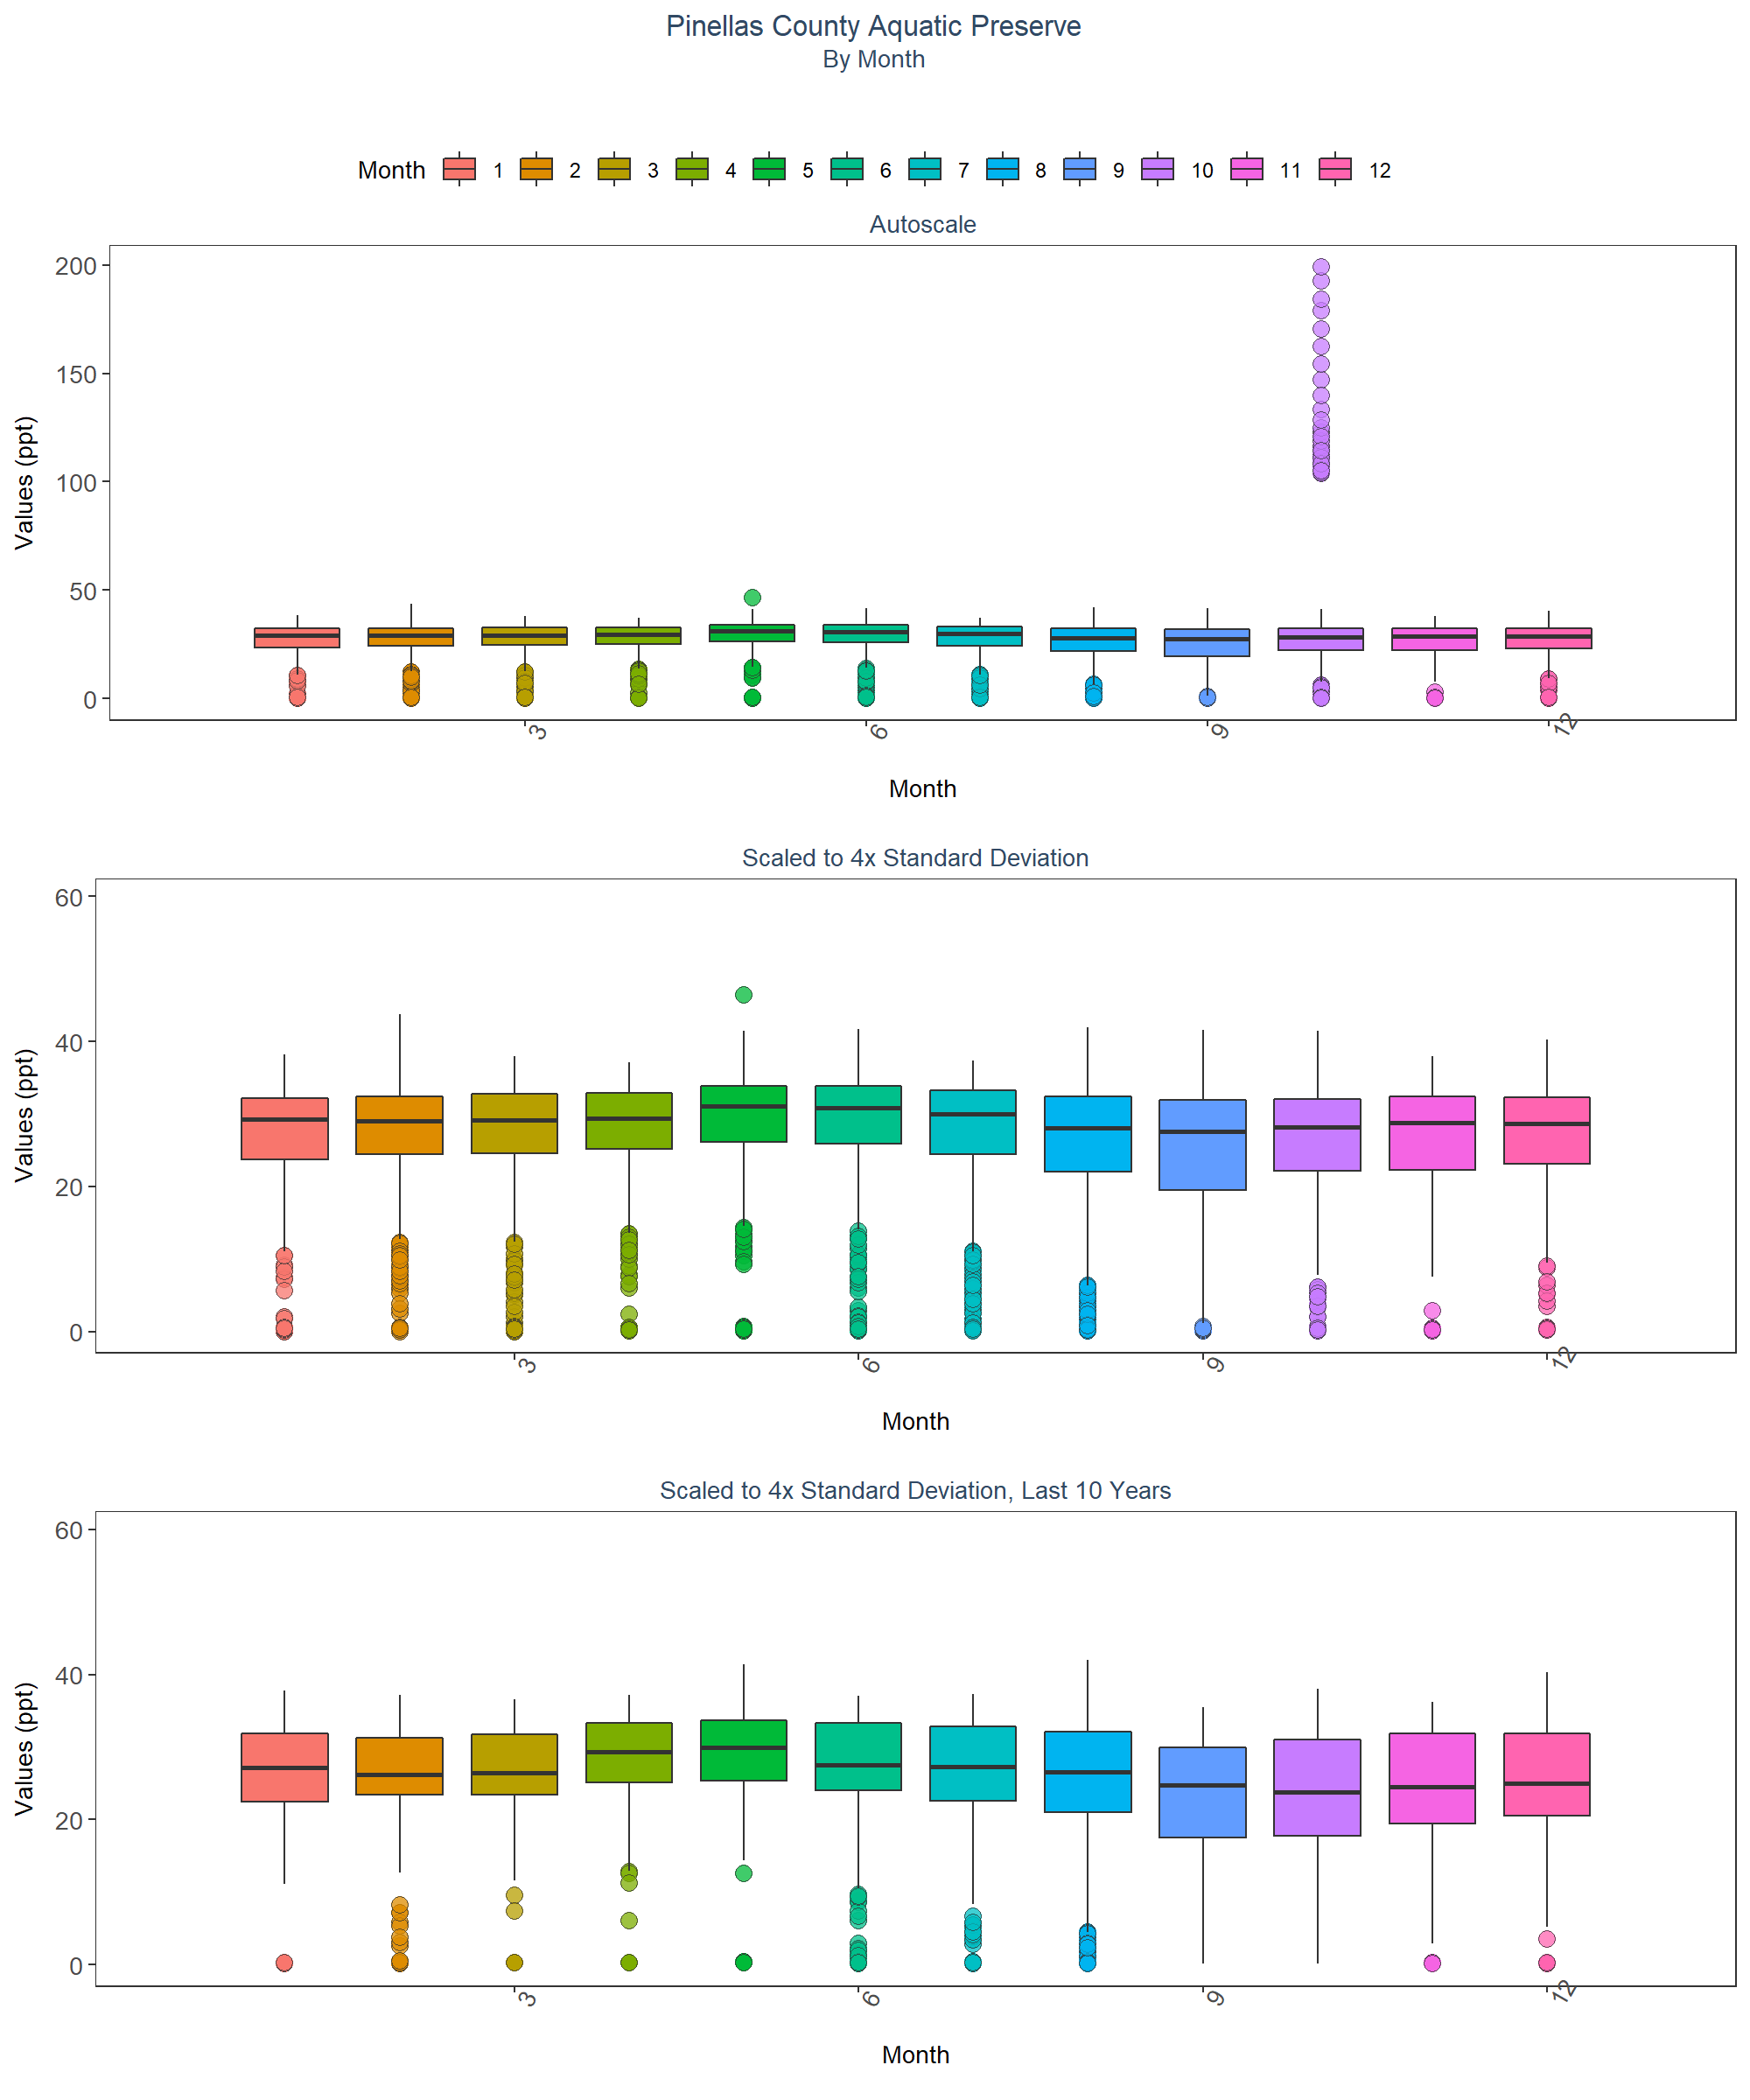 Pinellas County Aquatic Preserve
By Month
Month 1 2 3 4 5 6 7 8 9 10 11 12
Autoscale
Values (ppt)
200
150
100
50
0
3 6 9 12
Month
Scaled to 4x Standard Deviation
Values (ppt)
60
40
20
0
3 6 9 12
Month
Scaled to 4x Standard Deviation, Last 10 Years
Values (ppt)
60
40
20
0
3 6 9 12
Month